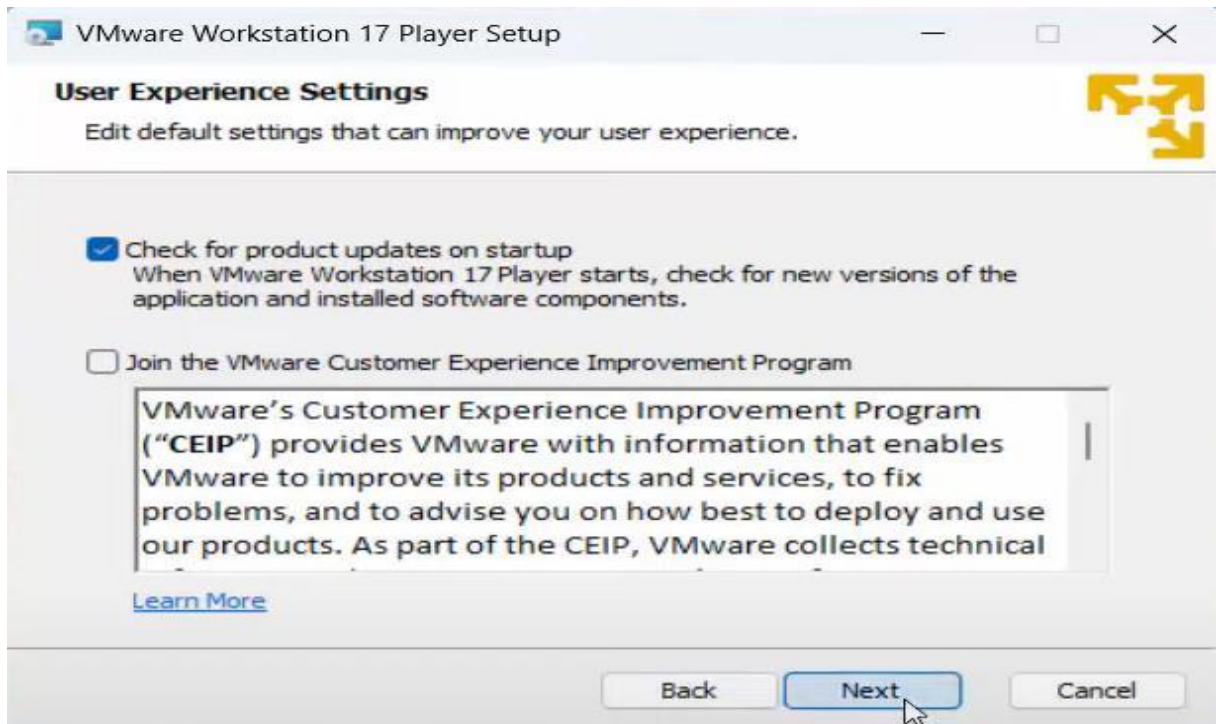 VMware Workstation 17 Player Setup
User Experience Settings
Edit default settings that can improve your user experience.
Check for product updates on startup
When VMware Workstation 17 Player starts, check for new versions of the
application and installed software components.
Join the VMware Customer Experience Improvement Program
VMware's Customer Experience Improvement Program
("CEIP") provides VMware with information that enables
VMware to improve its products and services, to fix
problems, and to advise you on how best to deploy and use
our products. As part of the CEIP, VMware collects technical
Learn More
Back
Next
Cancel